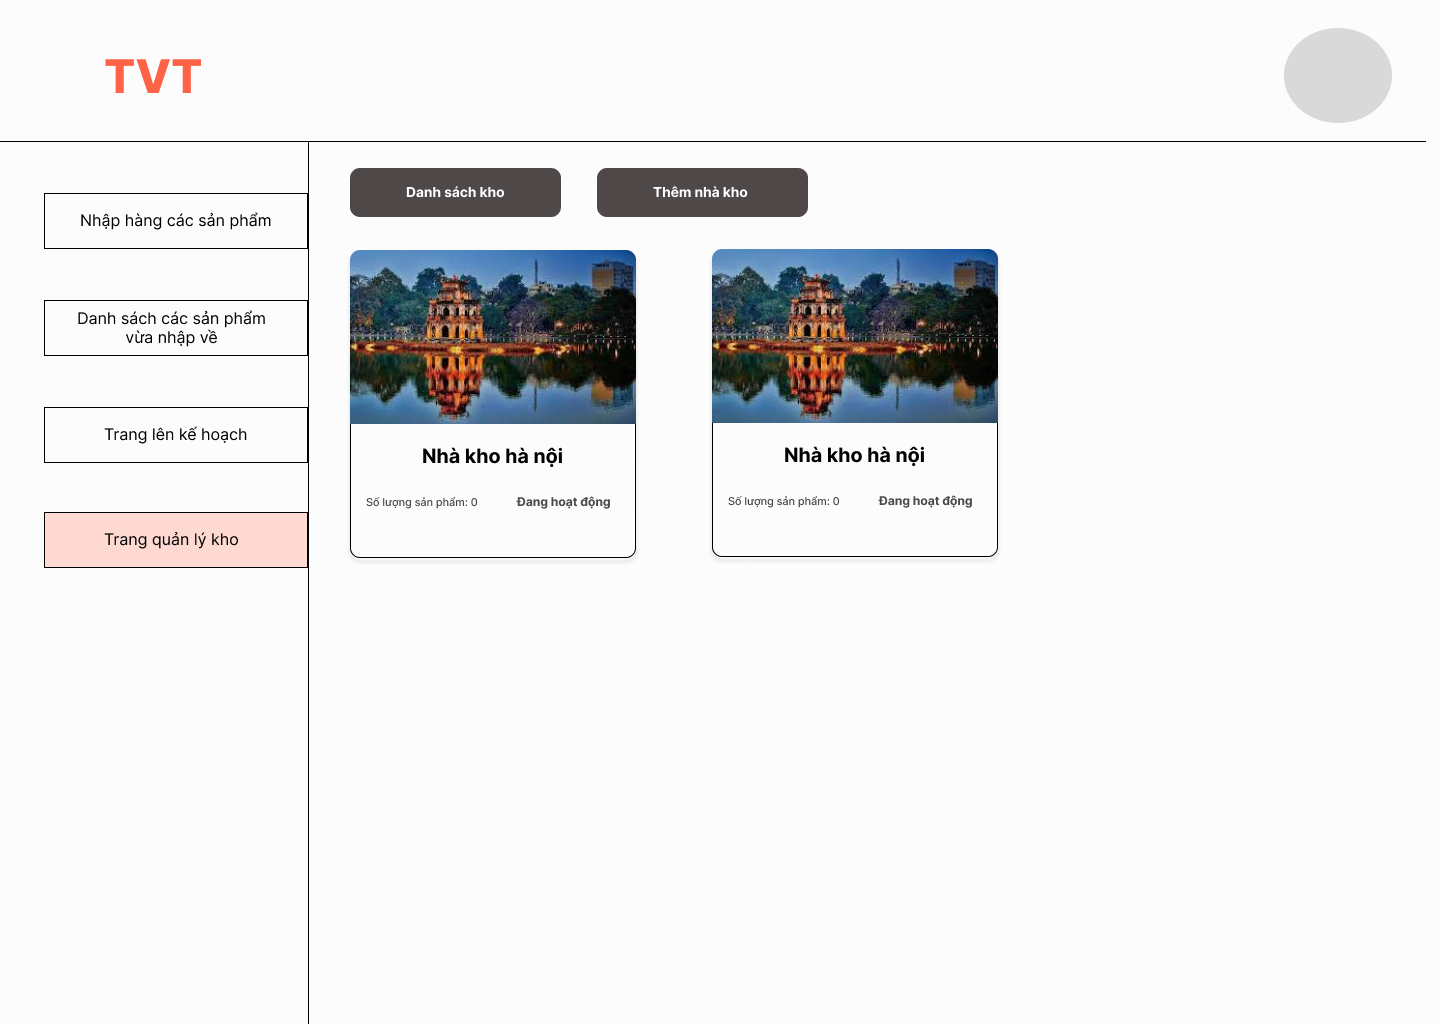 TVT
Nhập hàng các sản phẩm
Danh sách các sản phẩm
vừa nhập về
Trang lên kế hoạch
Trang quản lý kho
Danh sách kho
Thêm nhà kho
Nhà kho hà nội
Số lượng sản phẩm: 0
Đang hoạt động
Nhà kho hà nội
Số lượng sản phẩm: 0
Đang hoạt động